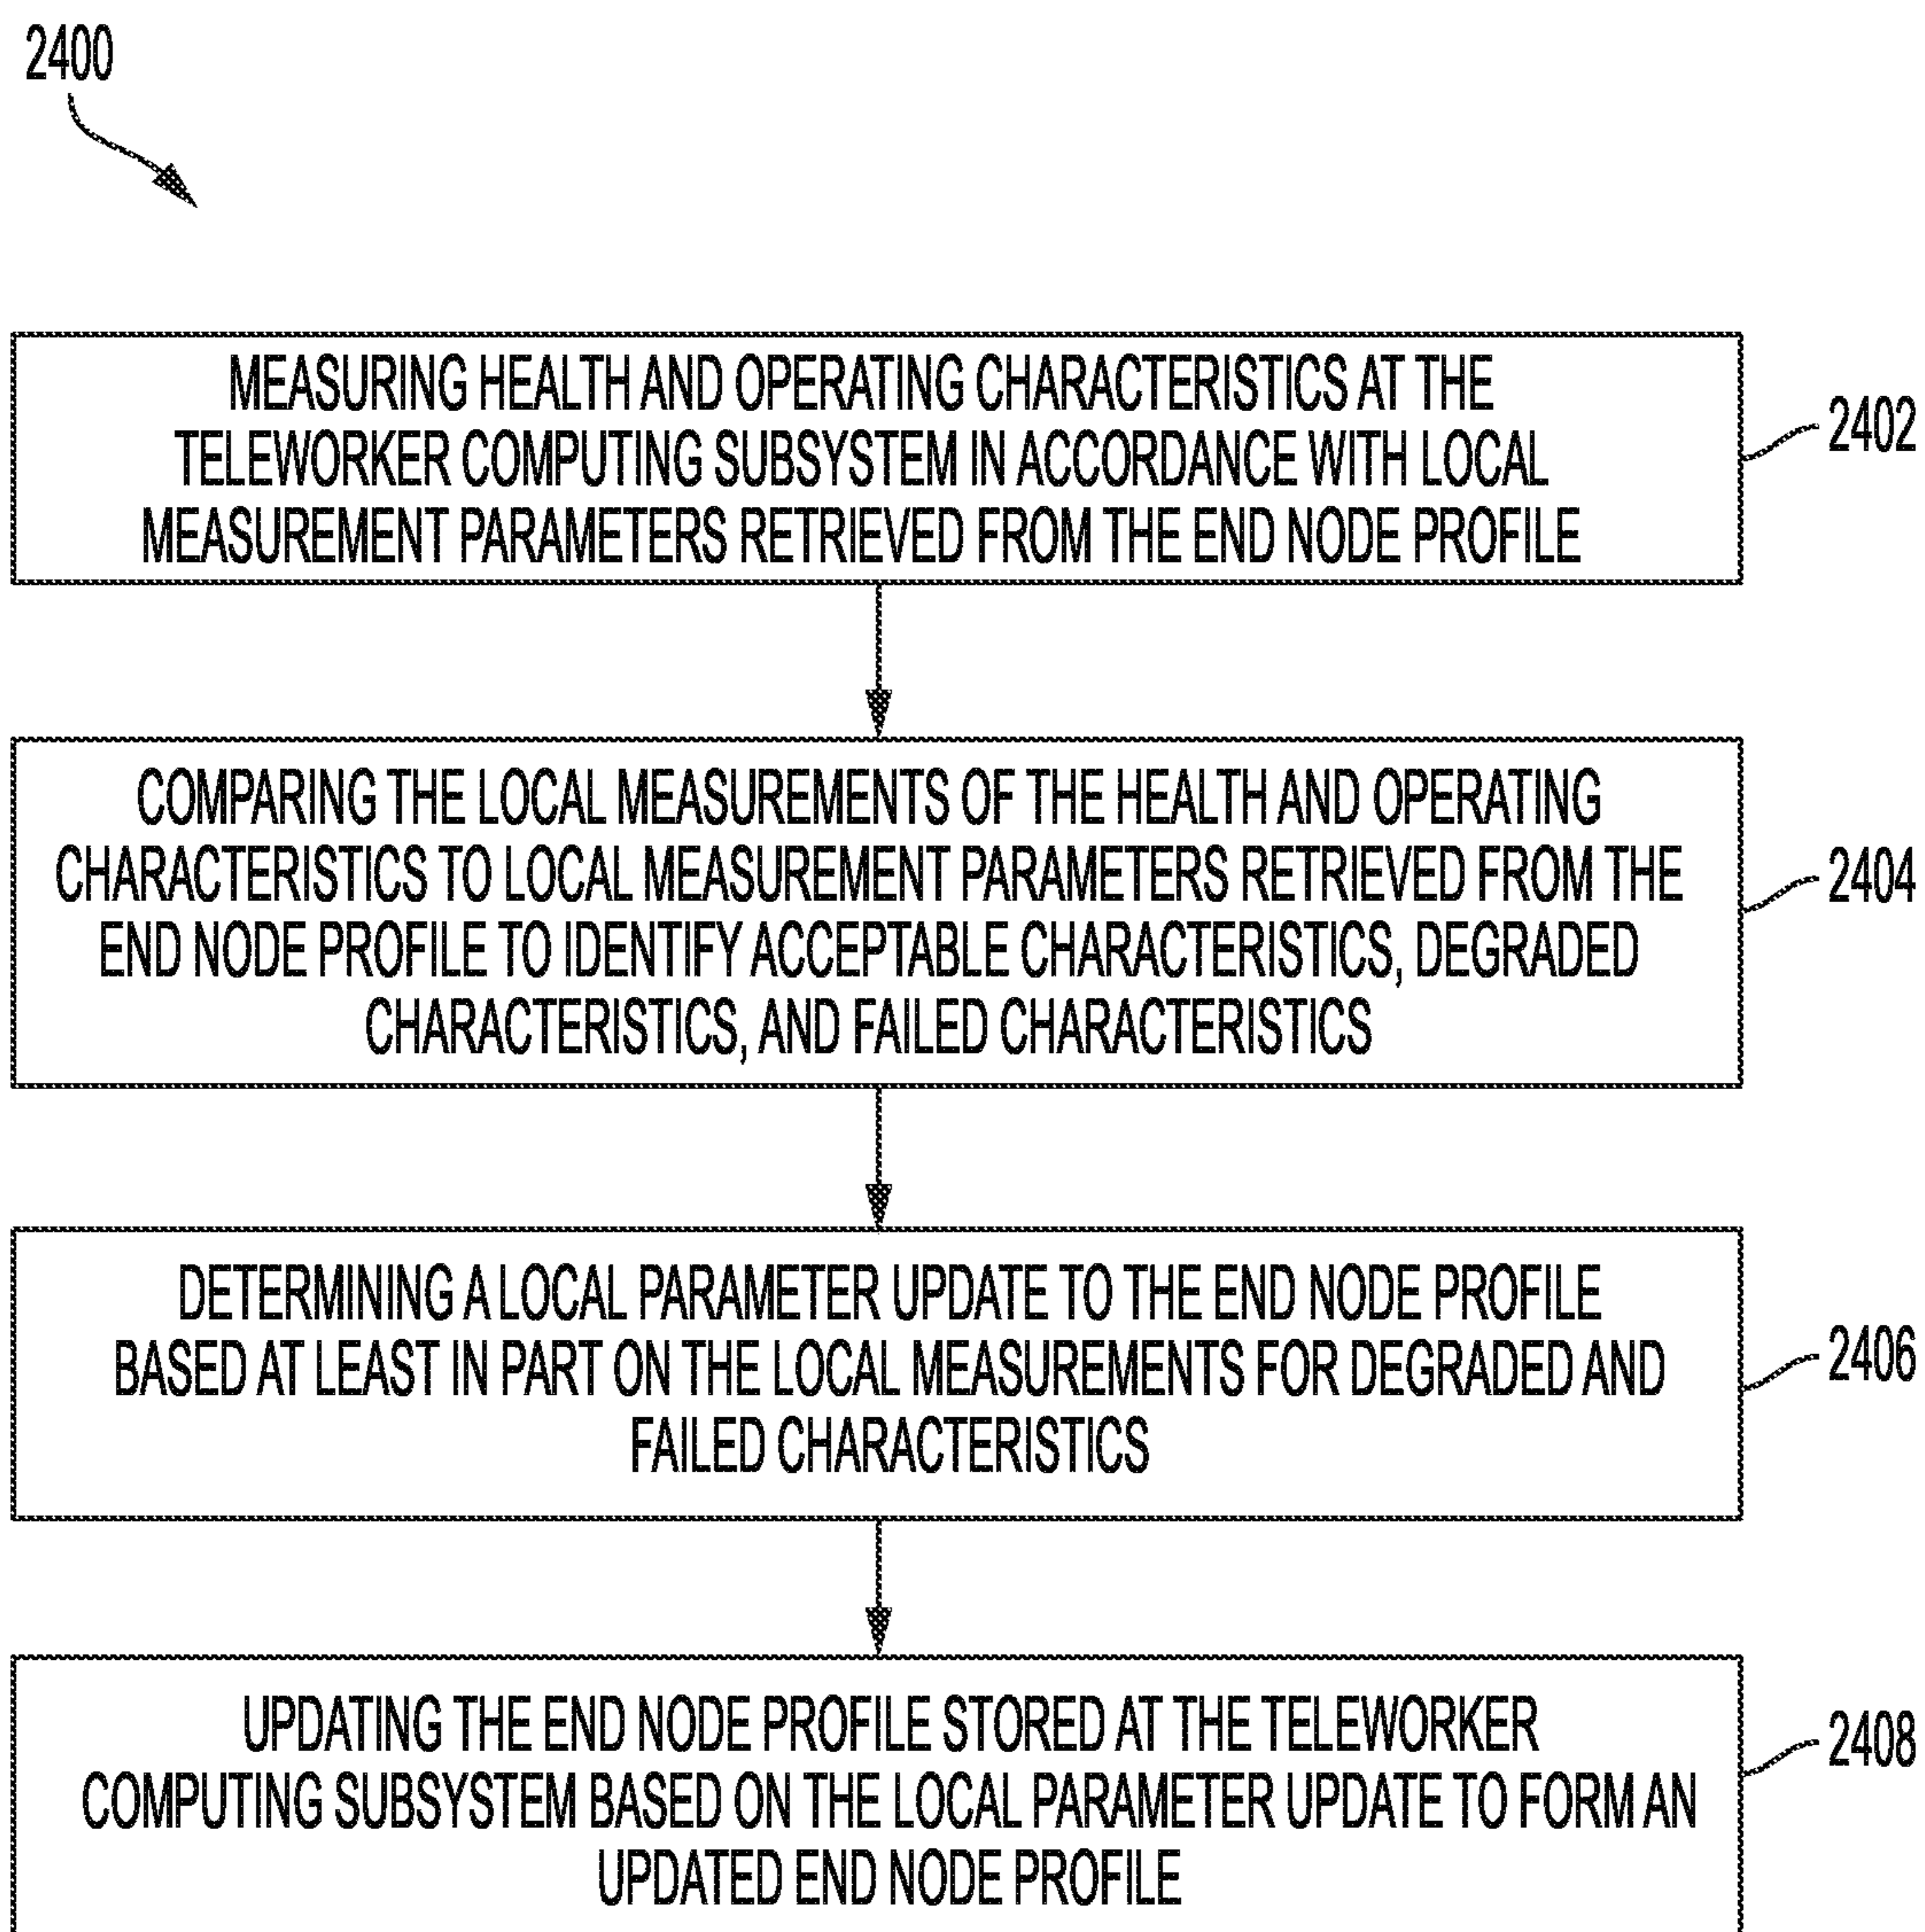 2400
MEASURING HEALTH AND OPERATING CHARACTERISTICS AT THE
TELEWORKER COMPUTING SUBSYSTEM IN ACCORDANCE WITH LOCAL
MEASUREMENT PARAMETERS RETRIEVED FROM THE END NODE PROFILE
2402
COMPARING THE LOCAL MEASUREMENTS OF THE HEALTH AND OPERATING
CHARACTERISTICS TO LOCAL MEASUREMENT PARAMETERS RETRIEVED FROM THE
END NODE PROFILE TO IDENTIFY ACCEPTABLE CHARACTERISTICS, DEGRADED
CHARACTERISTICS, AND FAILED CHARACTERISTICS
2404
DETERMINING A LOCAL PARAMETER UPDATE TO THE END NODE PROFILE
BASED AT LEAST IN PART ON THE LOCAL MEASUREMENTS FOR DEGRADED AND
FAILED CHARACTERISTICS
2406
UPDATING THE END NODE PROFILE STORED AT THE TELEWORKER
COMPUTING SUBSYSTEM BASED ON THE LOCAL PARAMETER UPDATE TO FORM AN
UPDATED END NODE PROFILE
2408